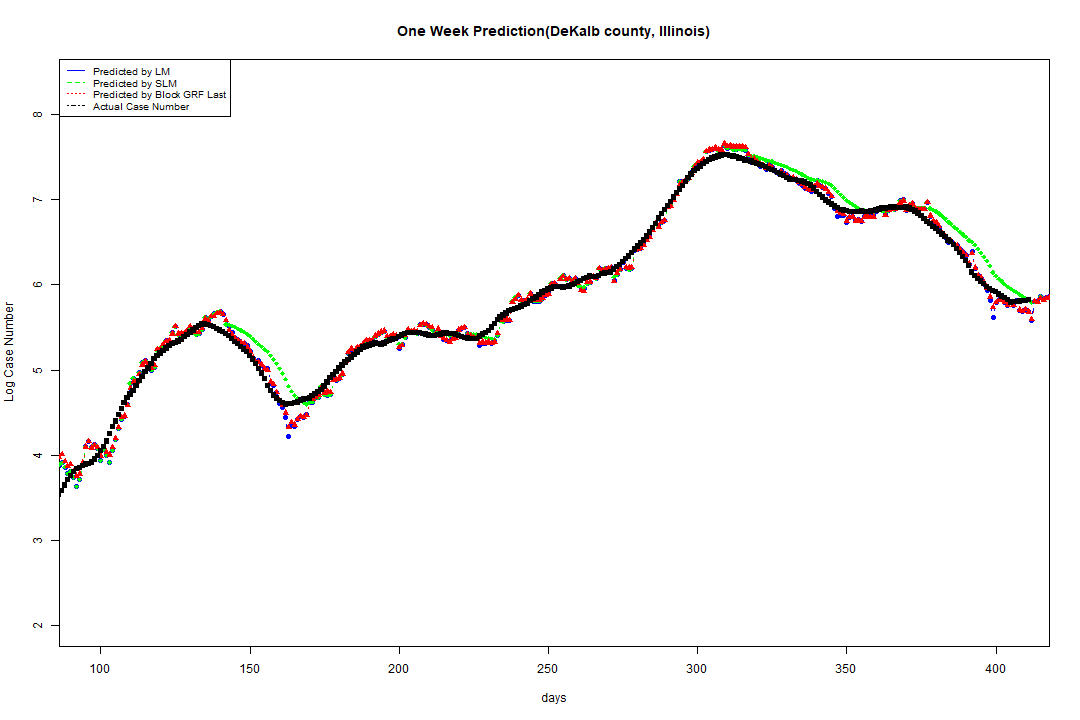 One Week Prediction(DeKalb county, Illinois)
Predicted by LM
Predicted by SLM
Predicted by Block GRF Last
Actual Case Number
8
7
6
5
4
3
2
Log Case Number
100 150 200 250 300 350 400
days